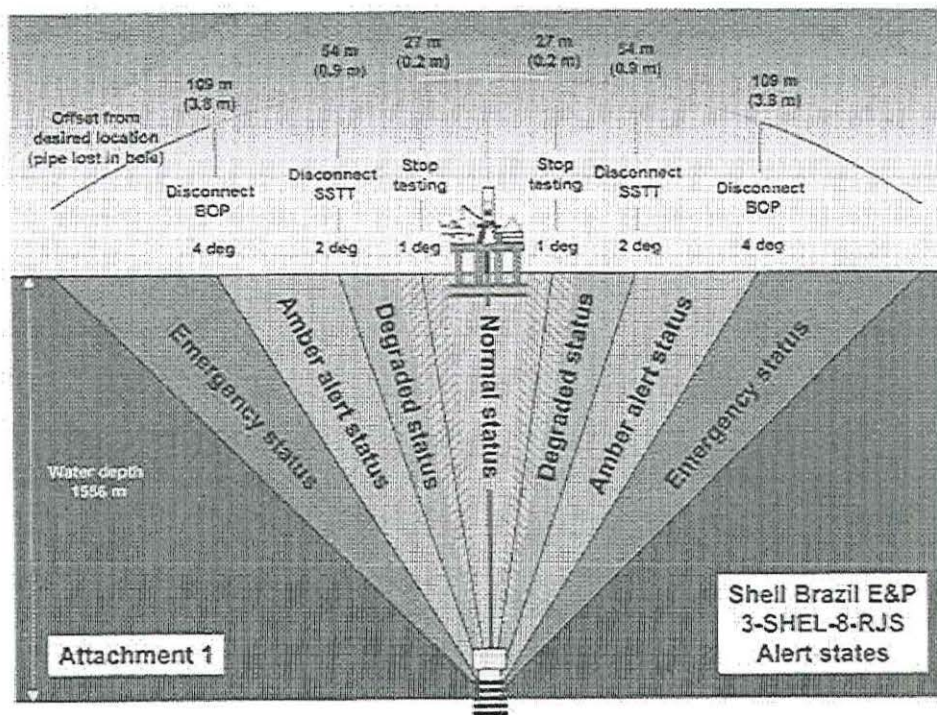 27 m
(0.2 m)
27 m
(0.2 m)
54 m
(0.9 m)
54 m
(0.9 m)
109 m
(3.8 m)
109 m
(3.8 m)
Offset from
desired location
(pipe lost in hole)
Disconnect
BOP
Disconnect
SSTT
Stop
testing
Stop
testing
Disconnect
SSTT
Disconnect
BOP
4 deg
2 deg
1 deg
1 deg
2 deg
4 deg
Emergency status
Amber alert status
Degraded status
Normal status
Degraded status
Amber alert status
Emergency status
Water depth
1556 m
Attachment 1
Shell Brazil E&P
3-SHEL-8-RJS
Alert states